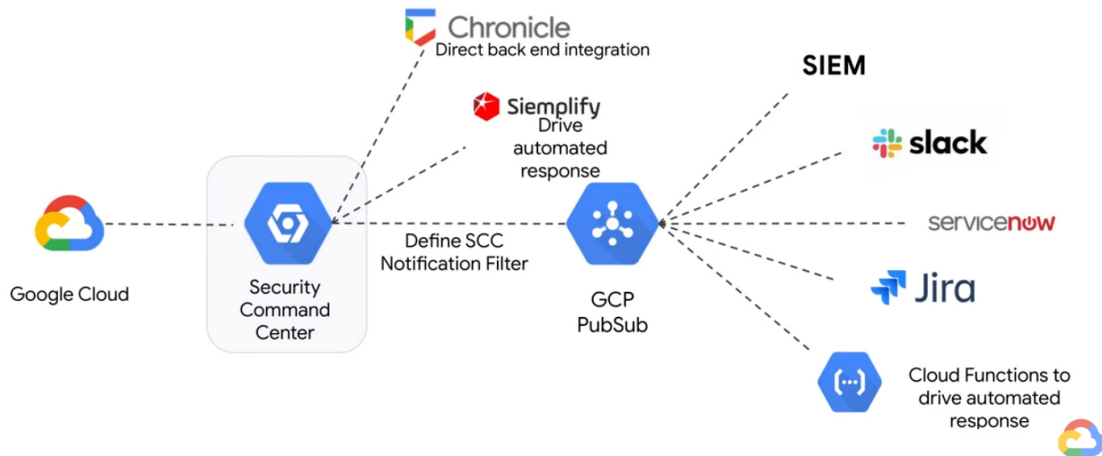 Chronicle
Direct back end integration
Siemplify
Drive
automated
response
SIEM
slack
servicenow
Jira
Google Cloud
Security
Command
Center
Define SCC
Notification Filter
GCP
PubSub
Cloud Functions to
drive automated
response